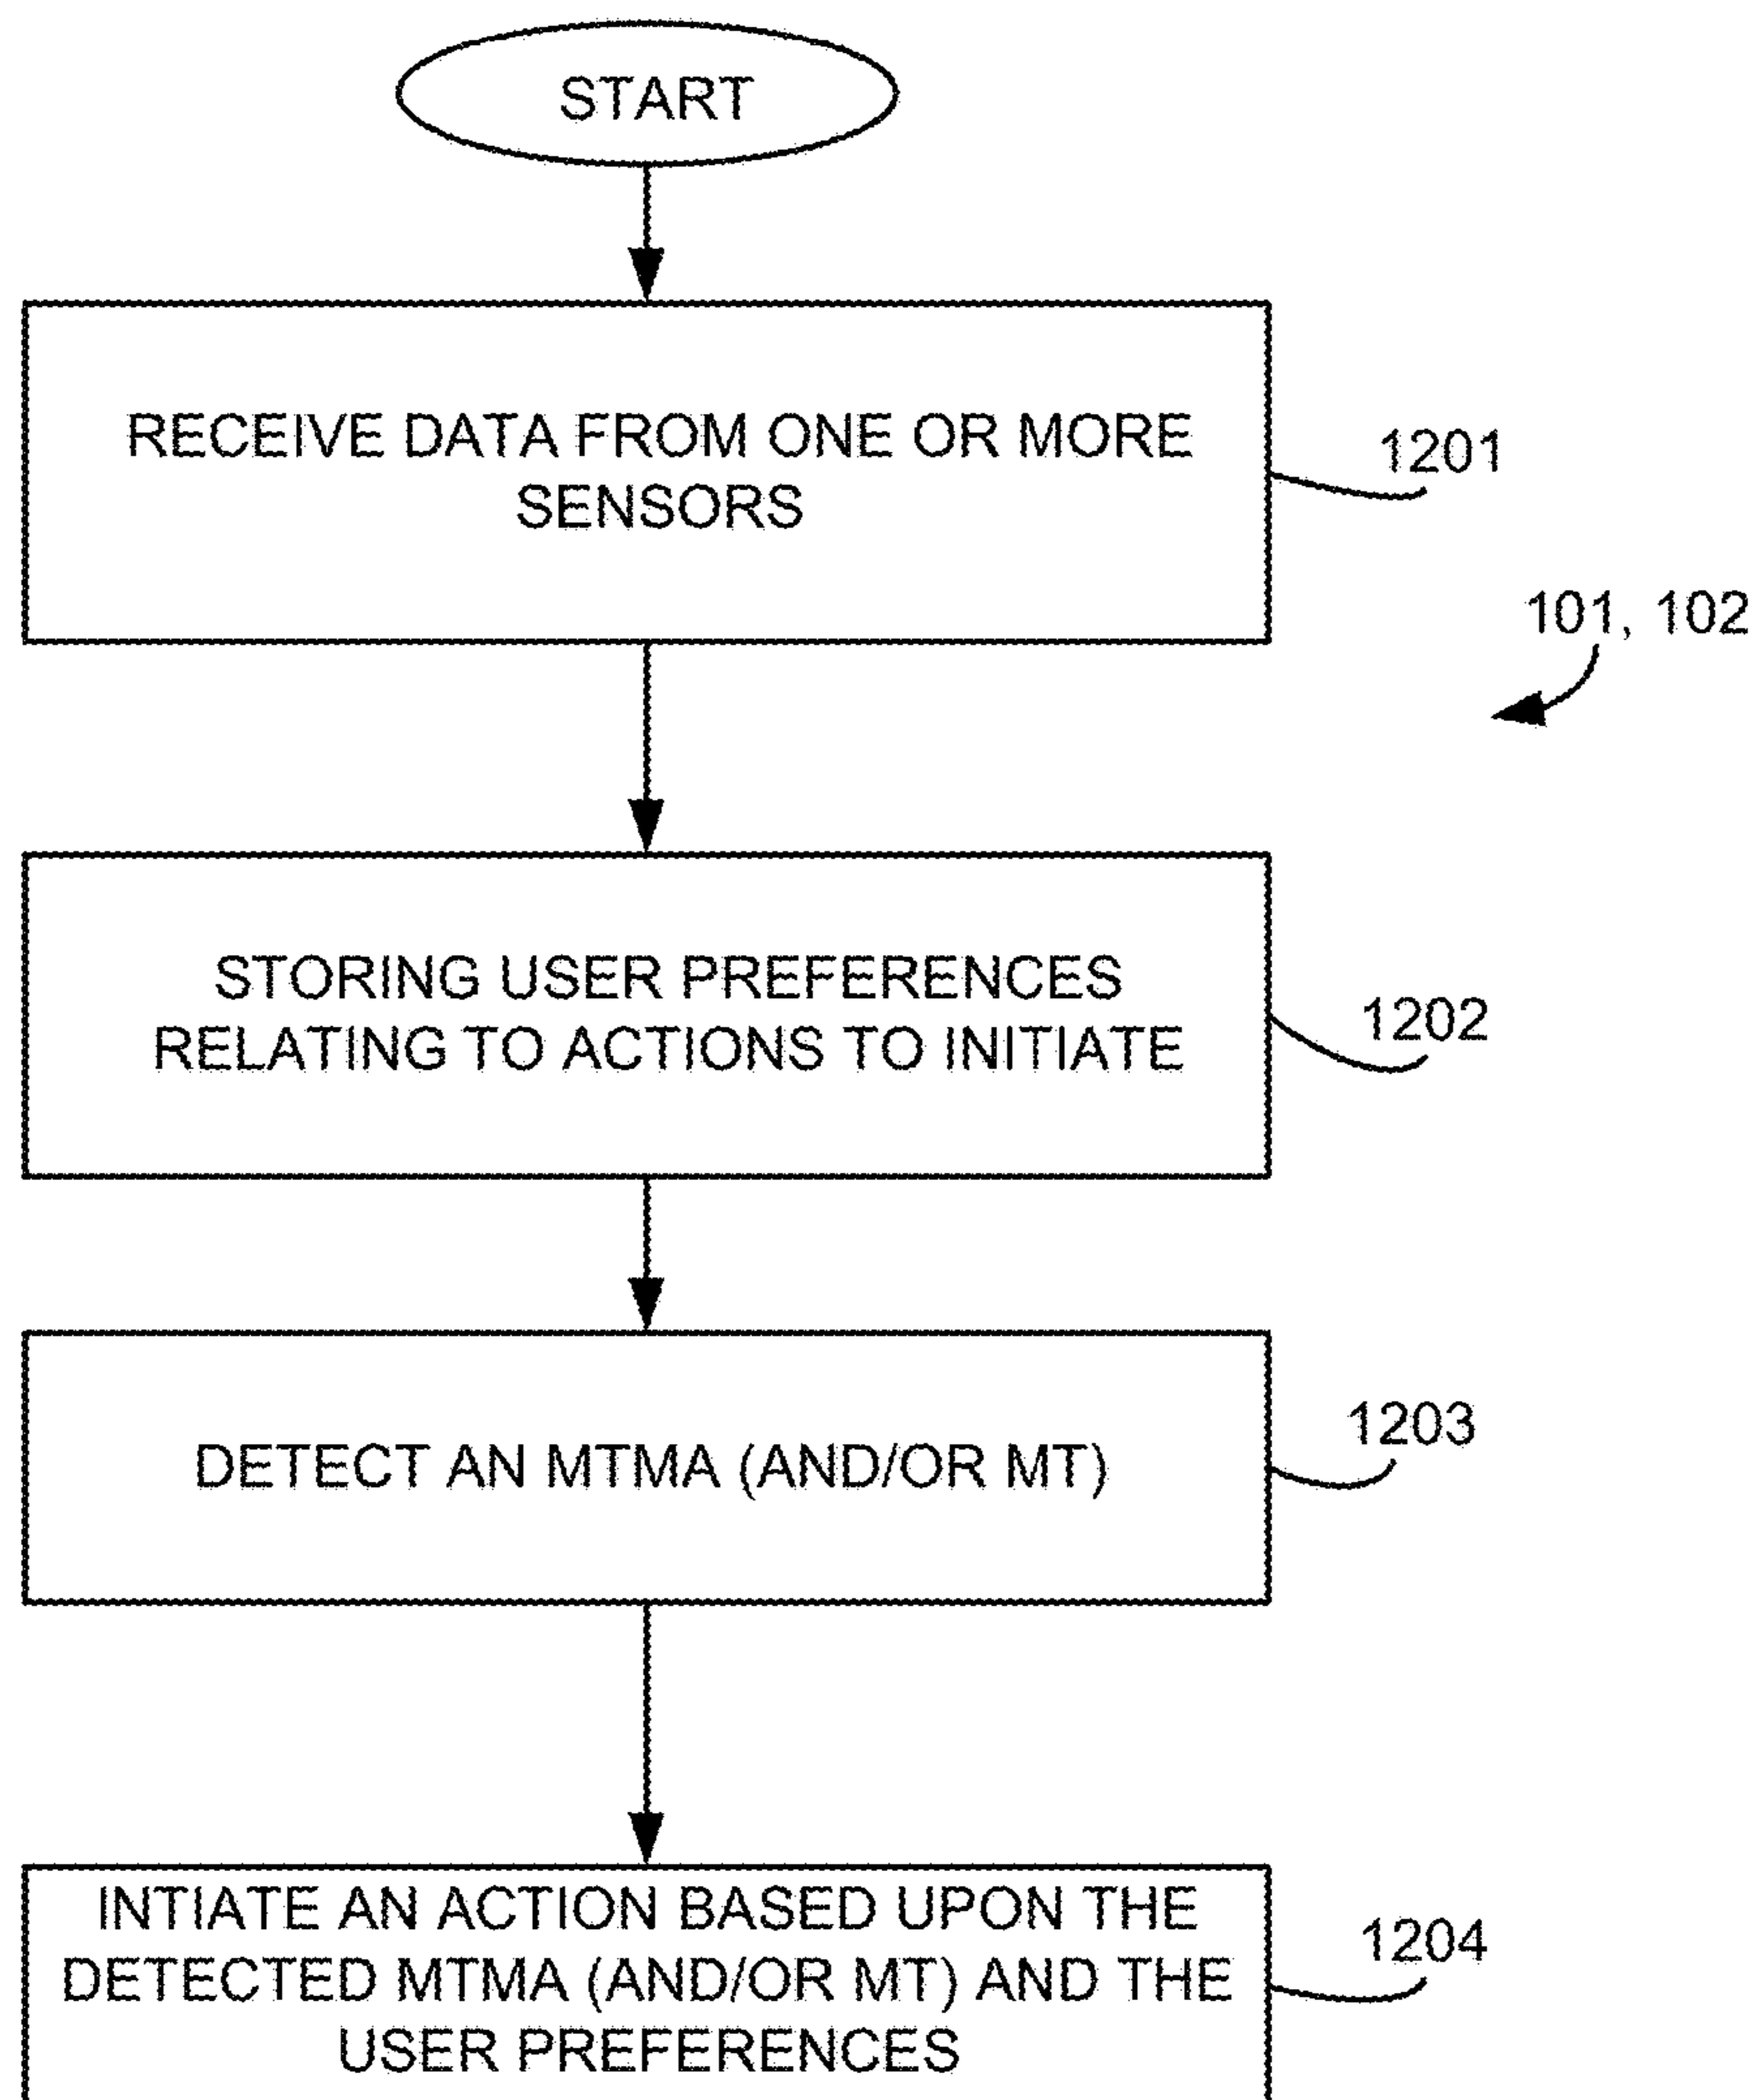 START
RECEIVE DATA FROM ONE OR MORE
SENSORS
1201
101, 102
STORING USER PREFERENCES
RELATING TO ACTIONS TO INITIATE
1202
DETECT AN MTMA (AND/OR MT)
1203
INTIATE AN ACTION BASED UPON THE
DETECTED MTMA (AND/OR MT) AND THE
USER PREFERENCES
1204